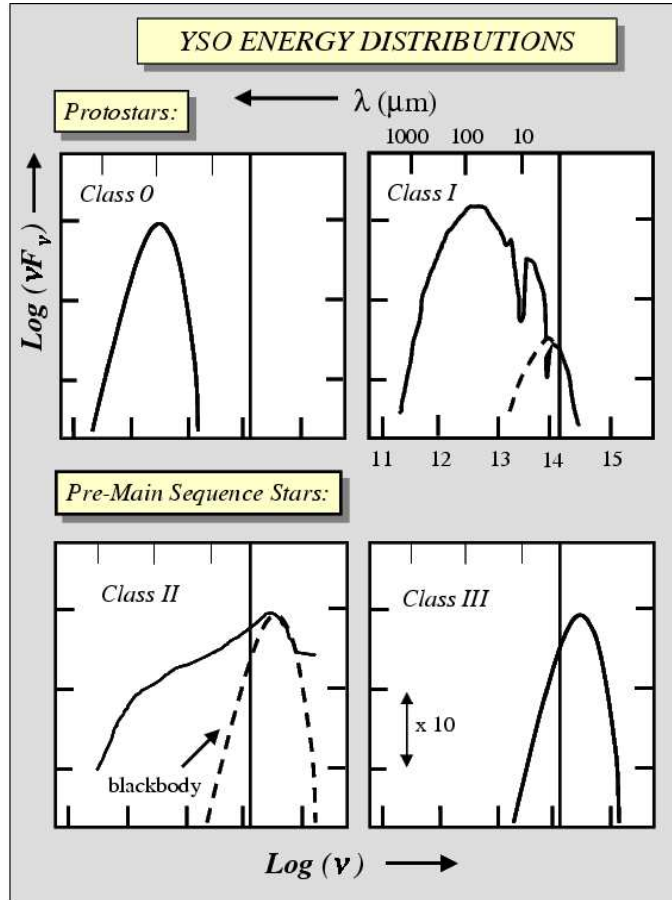 YSO ENERGY DISTRIBUTIONS
Protostars:
λ (μm)
1000 100 10
Class 0
Class I
Log (νFν)
11 12 13 14 15
Pre-Main Sequence Stars:
Class II
Class III
x 10
blackbody
Log (ν)